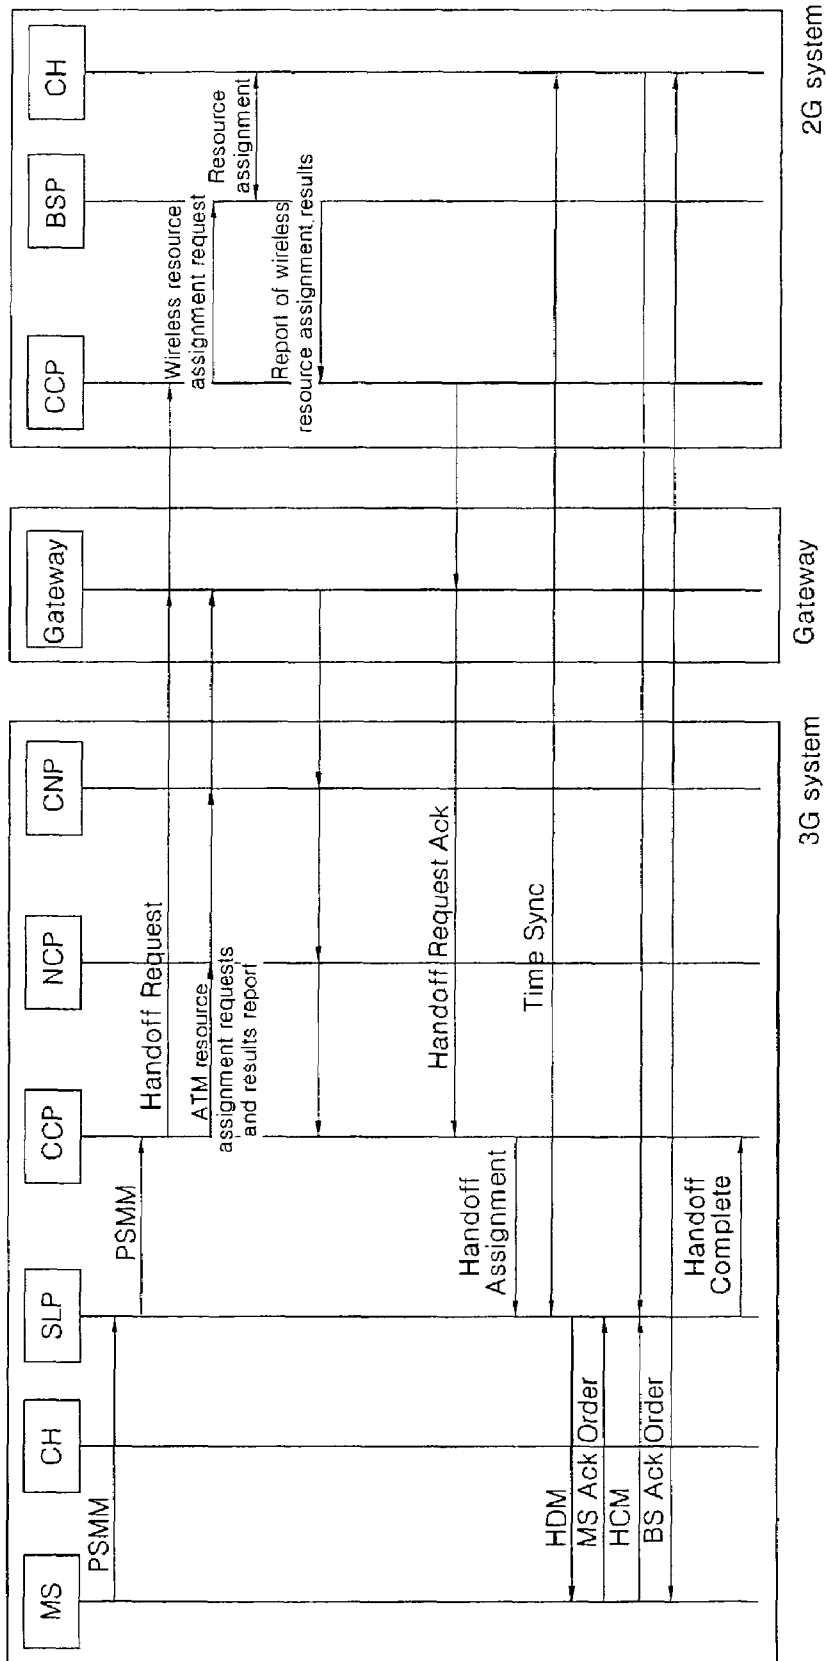 MS
CH
SLP
CCP
NCP
CNP
Gateway
CCP
BSP
CH
PSMM
PSMM
Handoff Request
ATM resource
assignment requests
and results report
Wireless resource
assignment request
Resource
assignment
Report of wireless
resource assignment results
Handoff Request Ack
Handoff
Assignment
Time Sync
HDM
MS Ack Order
HCM
BS Ack Order
Handoff
Complete
3G system
Gateway
2G system